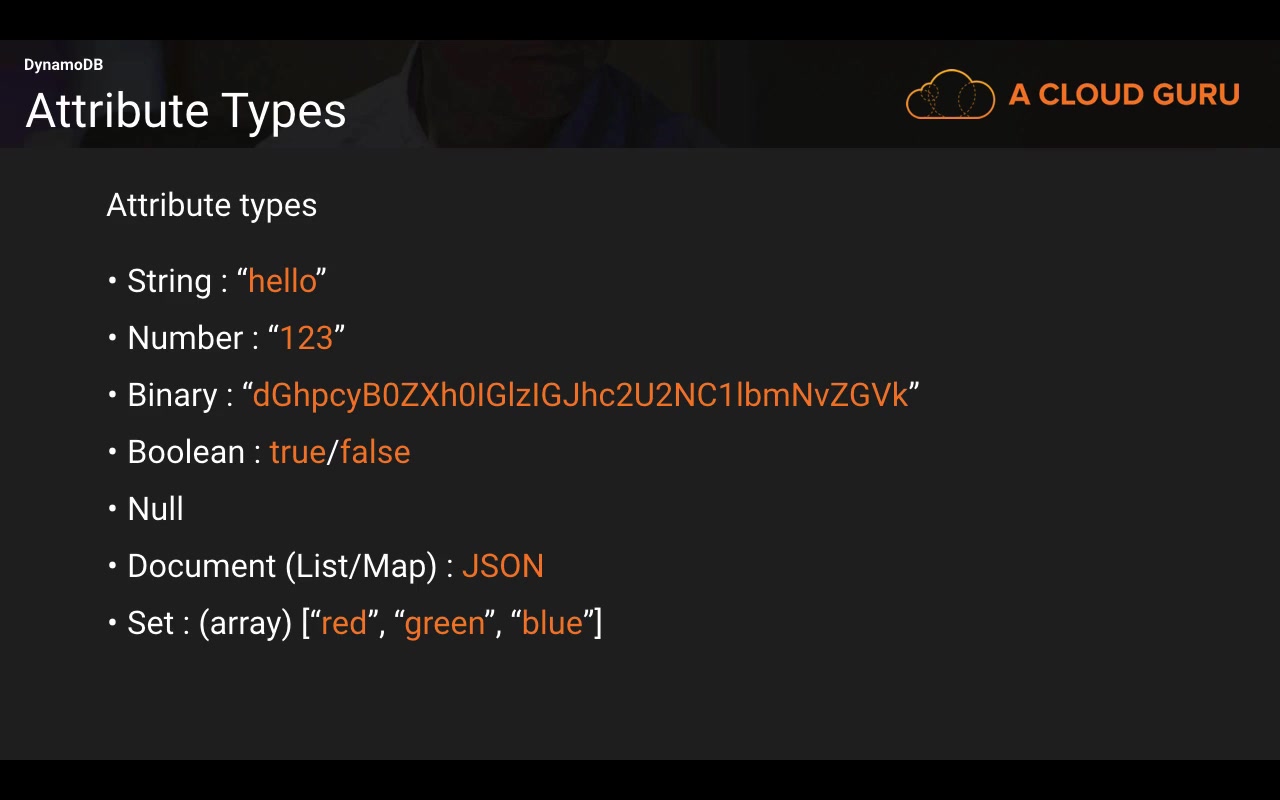 DynamoDB
Attribute Types
A CLOUD GURU
Attribute types
• String : “hello”
• Number : “123”
• Binary : “dGhpcyB0ZXh0IGlzIGJhc2U2NC1lbmNvZGVk”
• Boolean : true/false
• Null
• Document (List/Map) : JSON
• Set : (array) [“red”, “green”, “blue”]